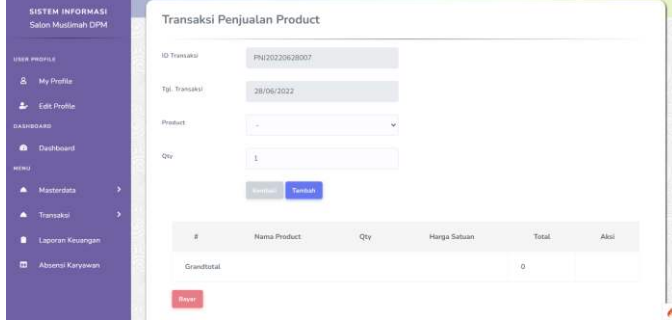 SISTEM INFORMASI
Salon Muslimah DPM
USER PROFILE
My Profile
Edit Profile
DASHBOARD
Dashboard
MENU
Masterdata
Transaksi
Laporan Keuangan
Absensi Karyawan
Transaksi Penjualan Product
ID Transaksi
PNJ20220628007
Tgl. Transaksi
28/06/2022
Product
-
Qty
1
Kembali Tambah
# Nama Product Qty Harga Satuan Total Aksi
Grandtotal 0
Bayar